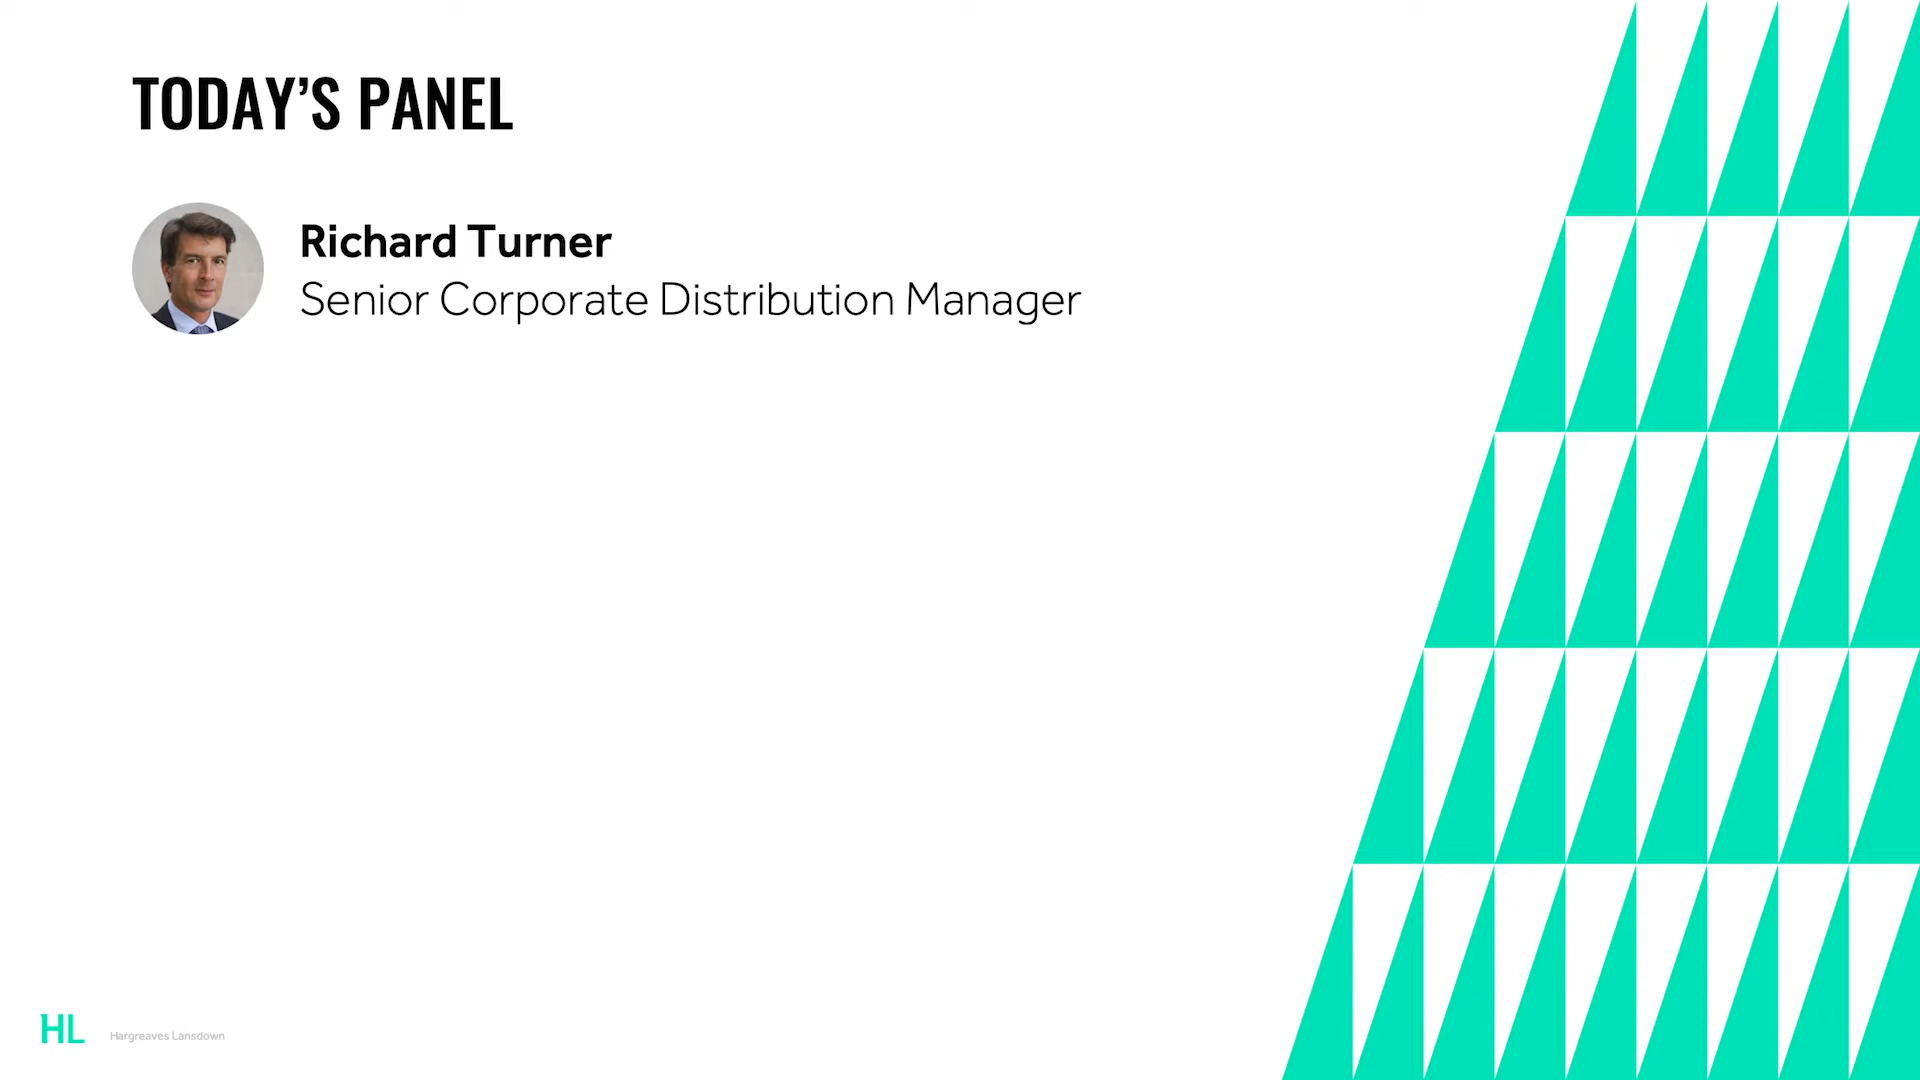 TODAY’S PANEL
Richard Turner
Senior Corporate Distribution Manager
HL
Hargreaves Lansdown